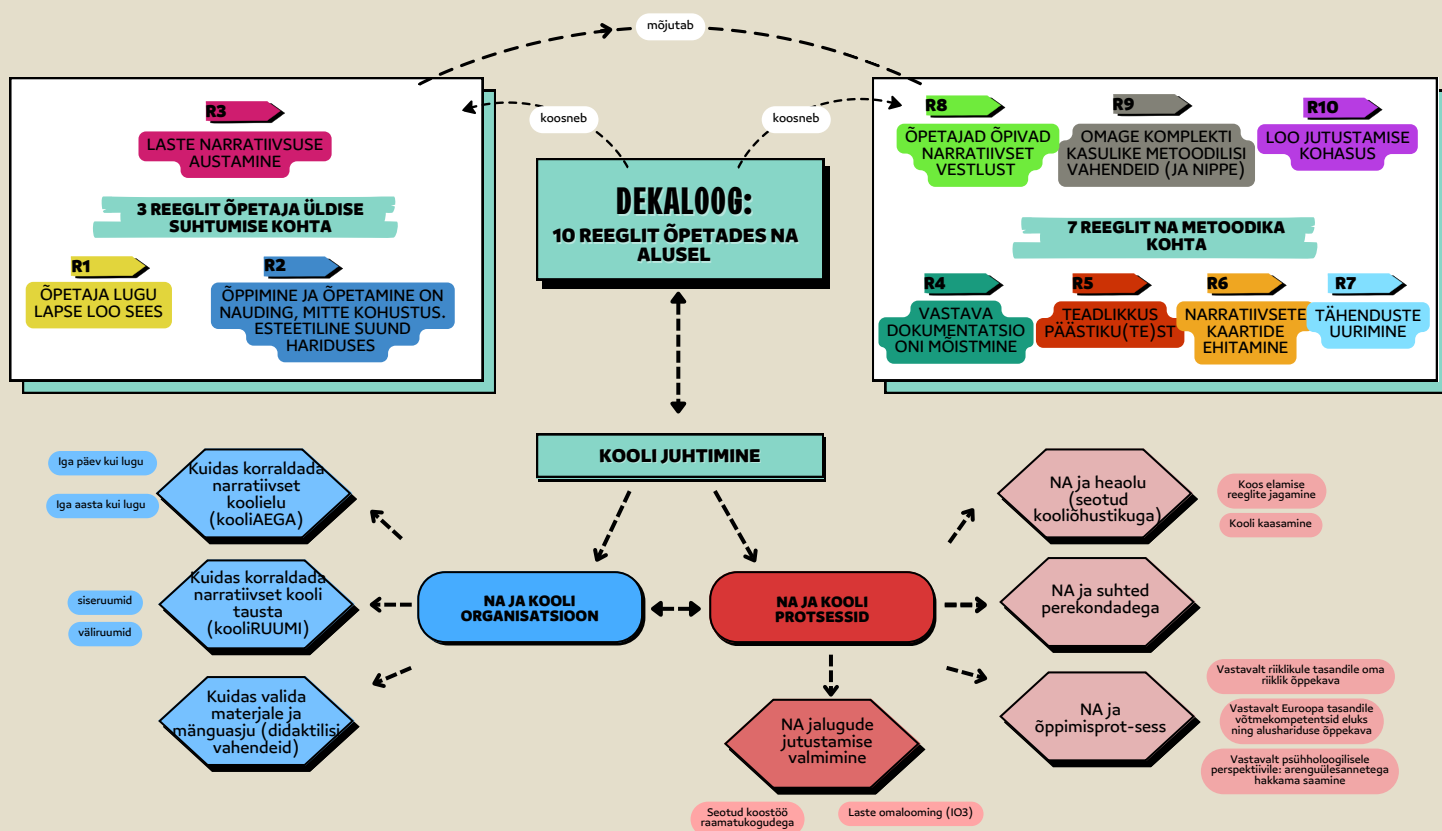 mõjutab
R3
LASTE NARRATIIVSUSE
AUSTAMINE
3 REEGLIT ÕPETAJA ÜLDISE
SUHTUMISE KOHTA
R1
ÕPETAJA LUGU
LAPSE LOO SEES
R2
ÕPPIMINE JA ÕPETAMINE ON
NAUDING, MITTE KOHUSTUS.
ESTEETILINE SUUND
HARIDUSES
koosneb
koosneb
DEKALOOG:
10 REEGLIT ÕPETADES NA
ALUSEL
R8
ÕPETAJAD ÕPIVAD
NARRATIIVSET
VESTLUST
R9
OMAGE KOMPLEKTI
KASULIKE METOODILISI
VAHENDEID (JA NIPPE)
R10
LOO JUTUSTAMISE
KOHASUS
7 REEGLIT NA METOODIKA
KOHTA
R4
VASTAVA
DOKUMENTATSIO
ONI MÕISTMINE
R5
TEADLIKKUS
PÄÄSTIKU(TE)ST
R6
NARRATIIVSETE
KAARTIDE
EHITAMINE
R7
TÄHENDUSTE
UURIMINE
KOOLI JUHTIMINE
Iga päev kui lugu
Iga aasta kui lugu
Kuidas korraldada
narratiivset
koolielu
(kooliAEGA)
siseruumid
väliruumid
Kuidas korraldada
narratiivset kooli
tausta
(kooliRUUMI)
Kuidas valida
materjale ja
mänguasju (didaktilisi
vahendeid)
NA JA KOOLI
ORGANISATSIOON
NA JA KOOLI
PROTSESSID
NA ja heaolu
(seotud
kooliõhustikuga)
Koos elamise
reeglite jagamine
Kooli kaasamine
NA ja suhted
perekondadega
NA ja
õppimisprot-sess
Vastavalt riiklikule tasandile oma
riiklik õppekava
Vastavalt Euroopa tasandile
võtmekompetentsid eluks
ning alushariduse õppekava
Vastavalt psühholoogilisele
perspektiivile: arenguülesannetega
hakkama saamine
NA jalugude
jutustamise
valmimine
Seotud koostöö
raamatukogudega
Laste omalooming (IO3)